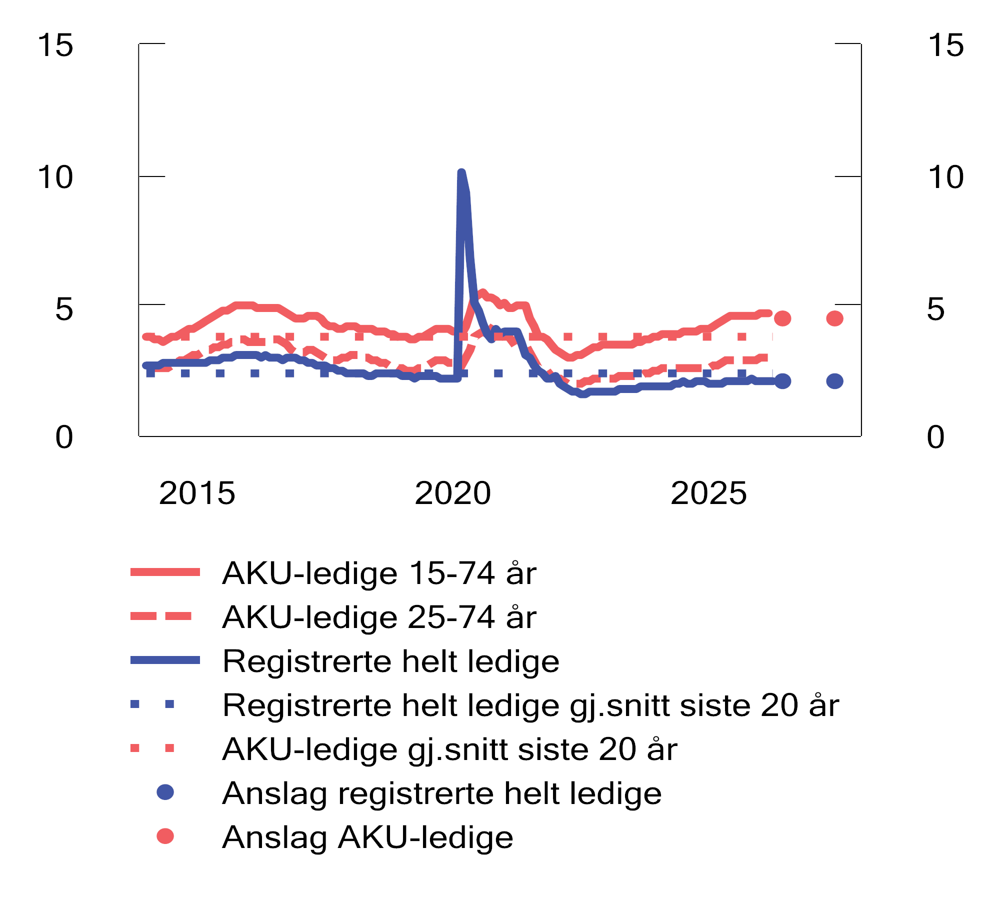 15 15
10 10
5 5
0 0
2015 2020 2025
AKU-ledige 15-74 år
AKU-ledige 25-74 år
Registrerte helt ledige
Registrerte helt ledige gj.snitt siste 20 år
AKU-ledige gj.snitt siste 20 år
Anslag registrerte helt ledige
Anslag AKU-ledige